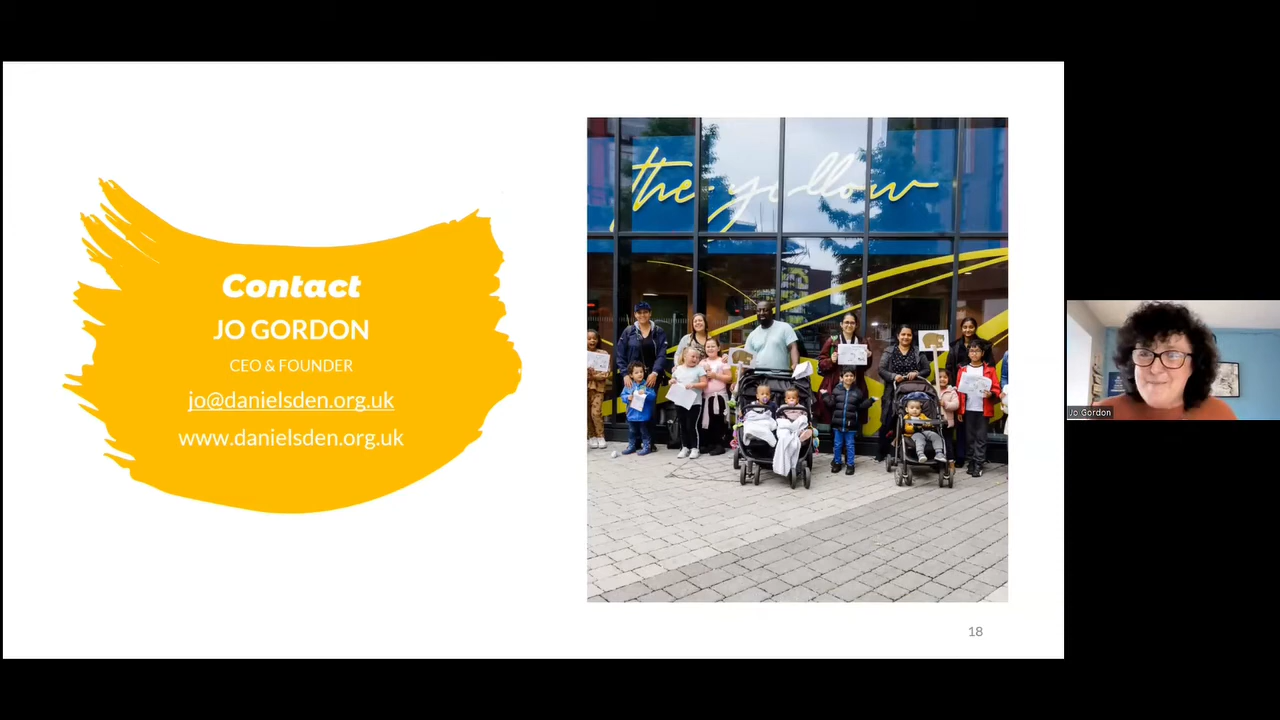 Contact
JO GORDON
CEO & FOUNDER
jo@danielsden.org.uk
www.danielsden.org.uk
the yellow
18
Jo Gordon